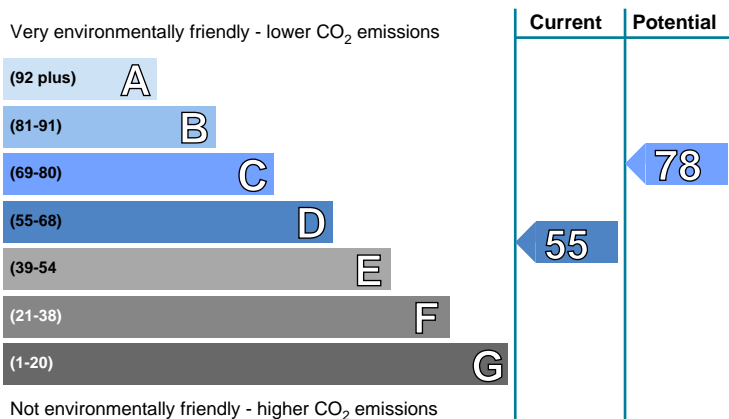 Current Potential
Very environmentally friendly - lower CO2 emissions
(92 plus) A
(81-91) B
(69-80) C
78
(55-68) D
55
(39-54 E
(21-38) F
(1-20) G
Not environmentally friendly - higher CO2 emissions